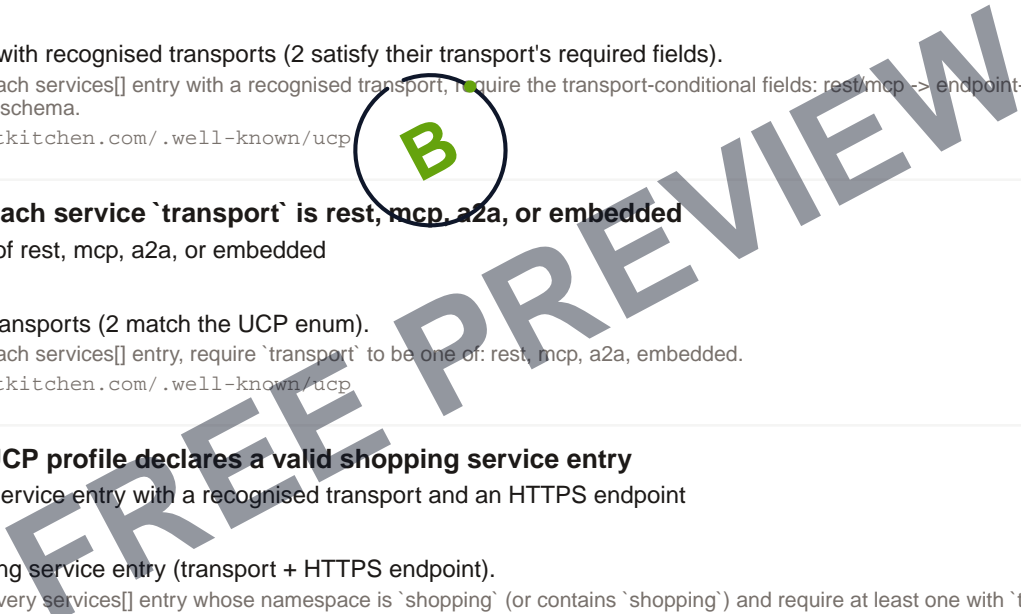 with recognised transports (2 satisfy their transport's required fields).
ach services[] entry with a recognised transport, require the transport-conditional fields: rest/mcp -> endpoint-
schema.
tkitchen.com/.well-known/ucp
B
ach service `transport` is rest, mcp, a2a, or embedded
of rest, mcp, a2a, or embedded
ansports (2 match the UCP enum).
ach services[] entry, require `transport` to be one of: rest, mcp, a2a, embedded.
tkitchen.com/.well-known/ucp
UCP profile declares a valid shopping service entry
ervice entry with a recognised transport and an HTTPS endpoint
ng service entry (transport + HTTPS endpoint).
very services[] entry whose namespace is `shopping` (or contains `shopping`) and require at least one with `t
FREE PREVIEW